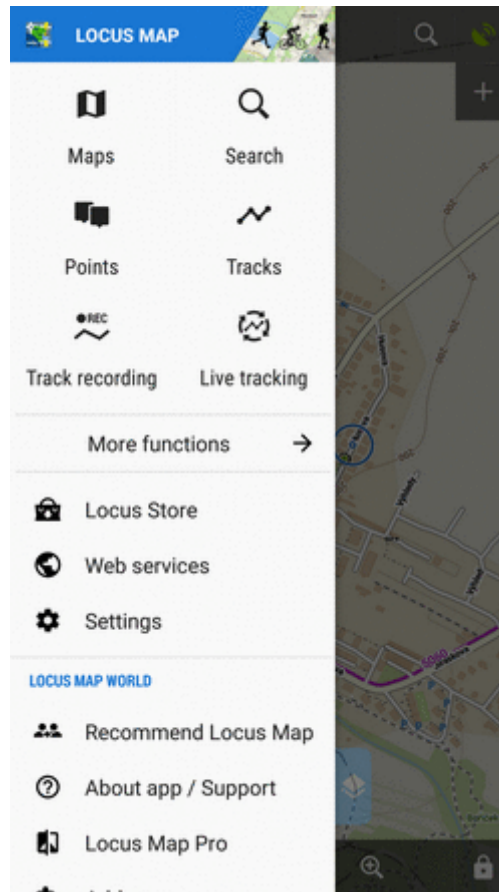 LOCUS MAP
Maps
Search
Points
Tracks
REC
Track recording
Live tracking
More functions
Locus Store
Web services
Settings
LOCUS MAP WORLD
Recommend Locus Map
About app / Support
Locus Map Pro
5060